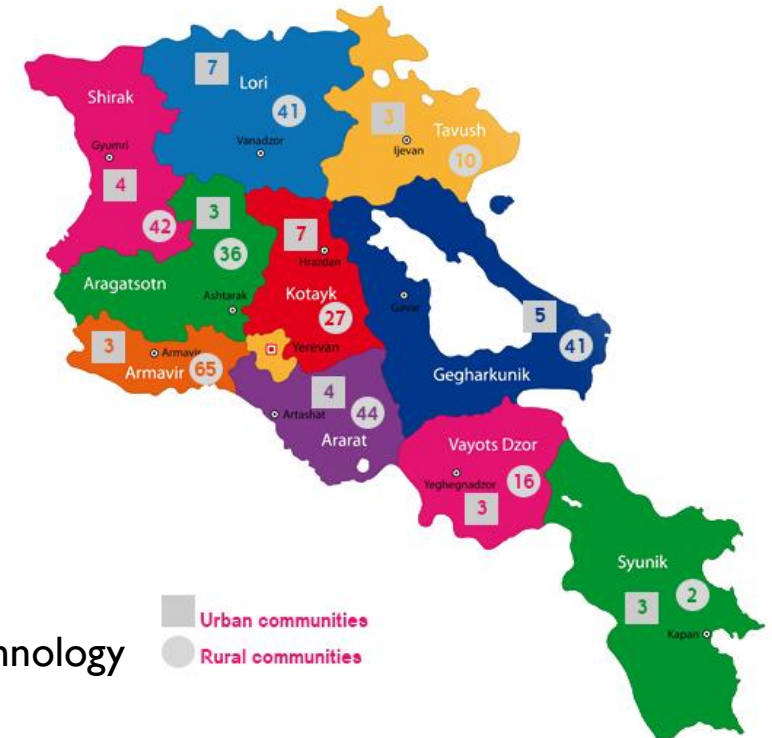 7
Lori
41
Vanadzor
Shirak
Gyumri
4
42
3
Ijevan
Tavush
10
3
36
Aragatsotn
Ashtarak
7
Hrazdan
Kotayk
27
Yerevan
Gavar
5
41
Gegharkunik
3
Armavir
Armavir
65
4
Artashat
44
Ararat
Vayots Dzor
Yeghegnadzor
16
3
Syunik
3
2
Kapan
Urban communities
Rural communities
hnology